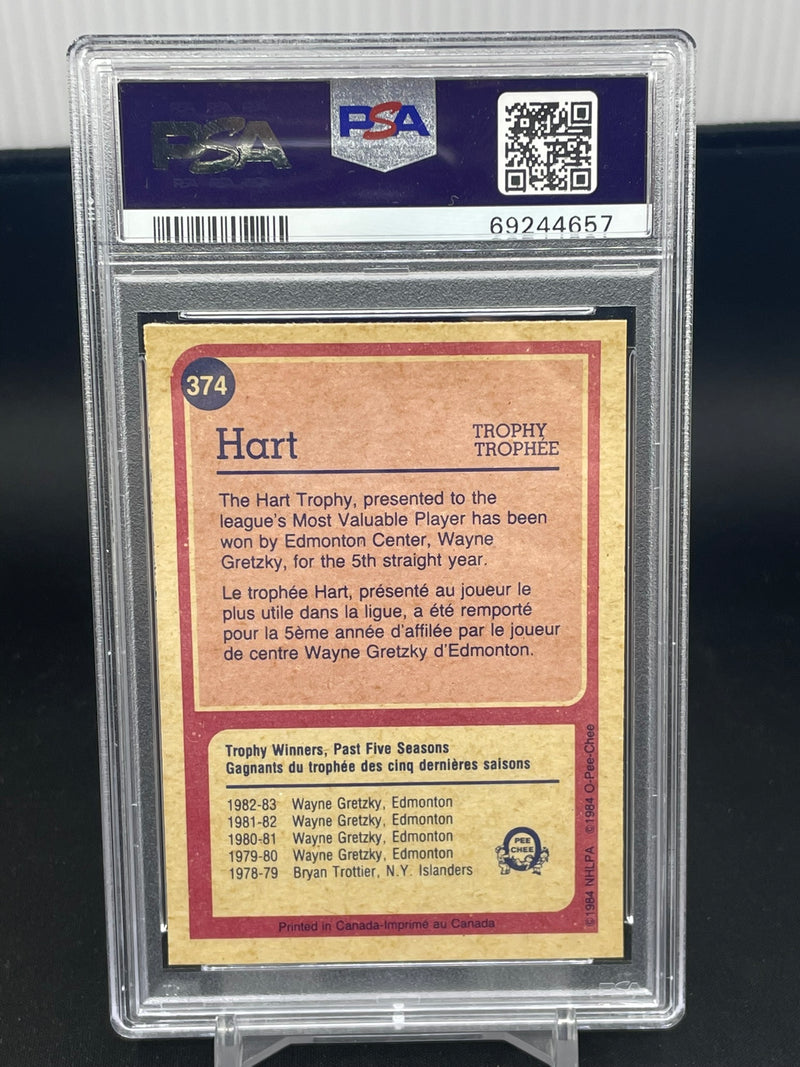 PSA
PSA
69244657
374
Hart
TROPHY
TROPHÉE
The Hart Trophy, presented to the
league's Most Valuable Player has been
won by Edmonton Center, Wayne
Gretzky, for the 5th straight year.
Le trophée Hart, présenté au joueur le
plus utile dans la ligue, a été remporté
pour la 5ème année d'affilée par le joueur
de centre Wayne Gretzky d'Edmonton.
Trophy Winners, Past Five Seasons
Gagnants du trophée des cinq dernières saisons
1982-83 Wayne Gretzky, Edmonton
1981-82 Wayne Gretzky, Edmonton
1980-81 Wayne Gretzky, Edmonton
1979-80 Wayne Gretzky, Edmonton
1978-79 Bryan Trottier, N.Y. Islanders
PEE
CHEE
©1984 NHLPA ©1984 O-Pee-Chee
Printed in Canada-Imprimé au Canada
PSA